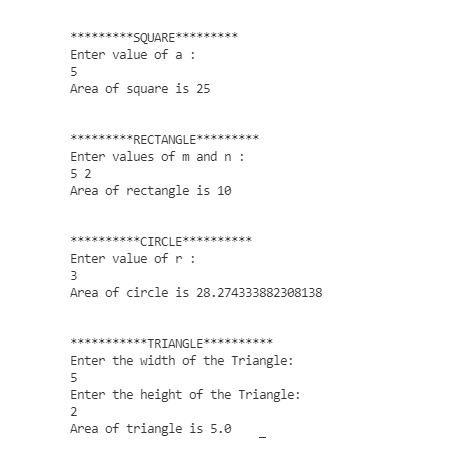 *********SQUARE*********
Enter value of a :
5
Area of square is 25
*********RECTANGLE*********
Enter values of m and n :
5 2
Area of rectangle is 10
**********CIRCLE**********
Enter value of r :
3
Area of circle is 28.274333882308138
***********TRIANGLE**********
Enter the width of the Triangle:
5
Enter the height of the Triangle:
2
Area of triangle is 5.0    _